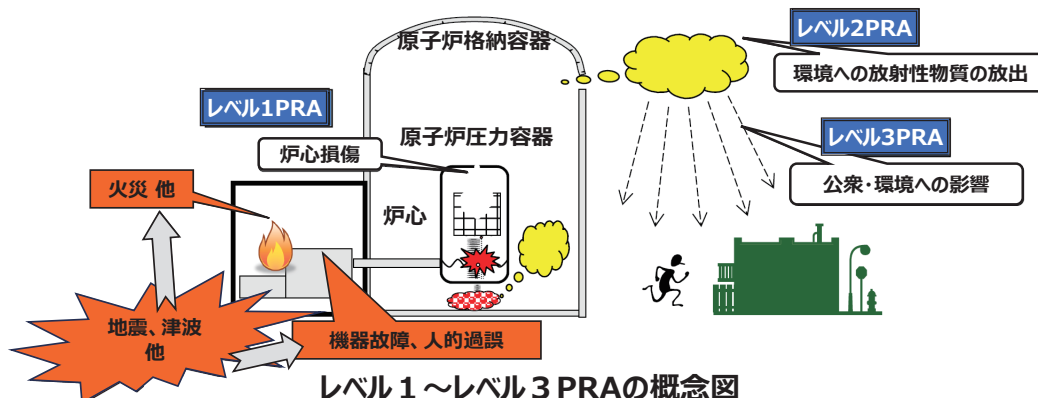 原子炉格納容器
レベル2PRA
環境への放射性物質の放出
レベル1PRA
原子炉圧力容器
レベル3PRA
炉心損傷
公衆・環境への影響
火災 他
炉心
地震、津波
他
機器故障、人的過誤
レベル１～レベル３PRAの概念図